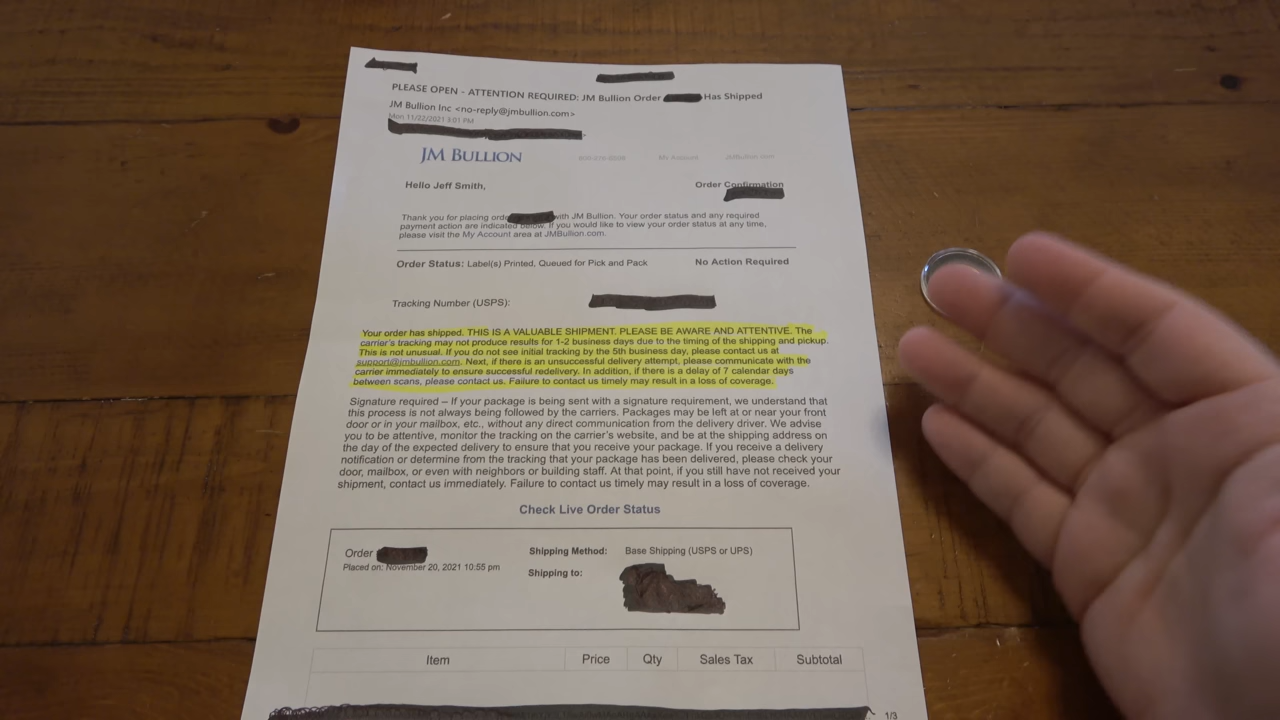 PLEASE OPEN - ATTENTION REQUIRED: JM Bullion Order Has Shipped
JM Bullion Inc <no-reply@jmbullion.com>
Mon 11/22/2021 3:01 PM
JM BULLION
My Account
JMBullion.com
Hello Jeff Smith,
Order Confirmation
Thank you for placing with JM Bullion. Your order status and any required
payment action are indicated below. If you would like to view your order status at any time,
please visit the My Account area at JMBullion.com.
Order Status: Label(s) Printed, Queued for Pick and Pack
No Action Required
Tracking Number (USPS):
Your order has shipped. THIS IS A VALUABLE SHIPMENT. PLEASE BE AWARE AND ATTENTIVE. The
carrier's tracking may not produce results for 1-2 business days due to the timing of the shipping and pickup.
This is not unusual. If you do not see initial tracking by the 5th business day, please contact us at
support@jmbullion.com. Next, if there is an unsuccessful delivery attempt, please communicate with the
carrier immediately to ensure successful redelivery. In addition, if there is a delay of 7 calendar days
between scans, please contact us. Failure to contact us timely may result in a loss of coverage.
Signature required – If your package is being sent with a signature requirement, we understand that
this process is not always being followed by the carriers. Packages may be left at or near your front
door or in your mailbox, etc., without any direct communication from the delivery driver. We advise
you to be attentive, monitor the tracking on the carrier's website, and be at the shipping address on
the day of the expected delivery to ensure that you receive your package. If you receive a delivery
notification or determine from the tracking that your package has been delivered, please check your
door, mailbox, or even with neighbors or building staff. At that point, if you still have not received your
shipment, contact us immediately. Failure to contact us timely may result in a loss of coverage.
Check Live Order Status
Order
Shipping Method: Base Shipping (USPS or UPS)
Placed on: November 20, 2021 10:55 pm
Shipping to:
Item Price Qty Sales Tax Subtotal
1/3